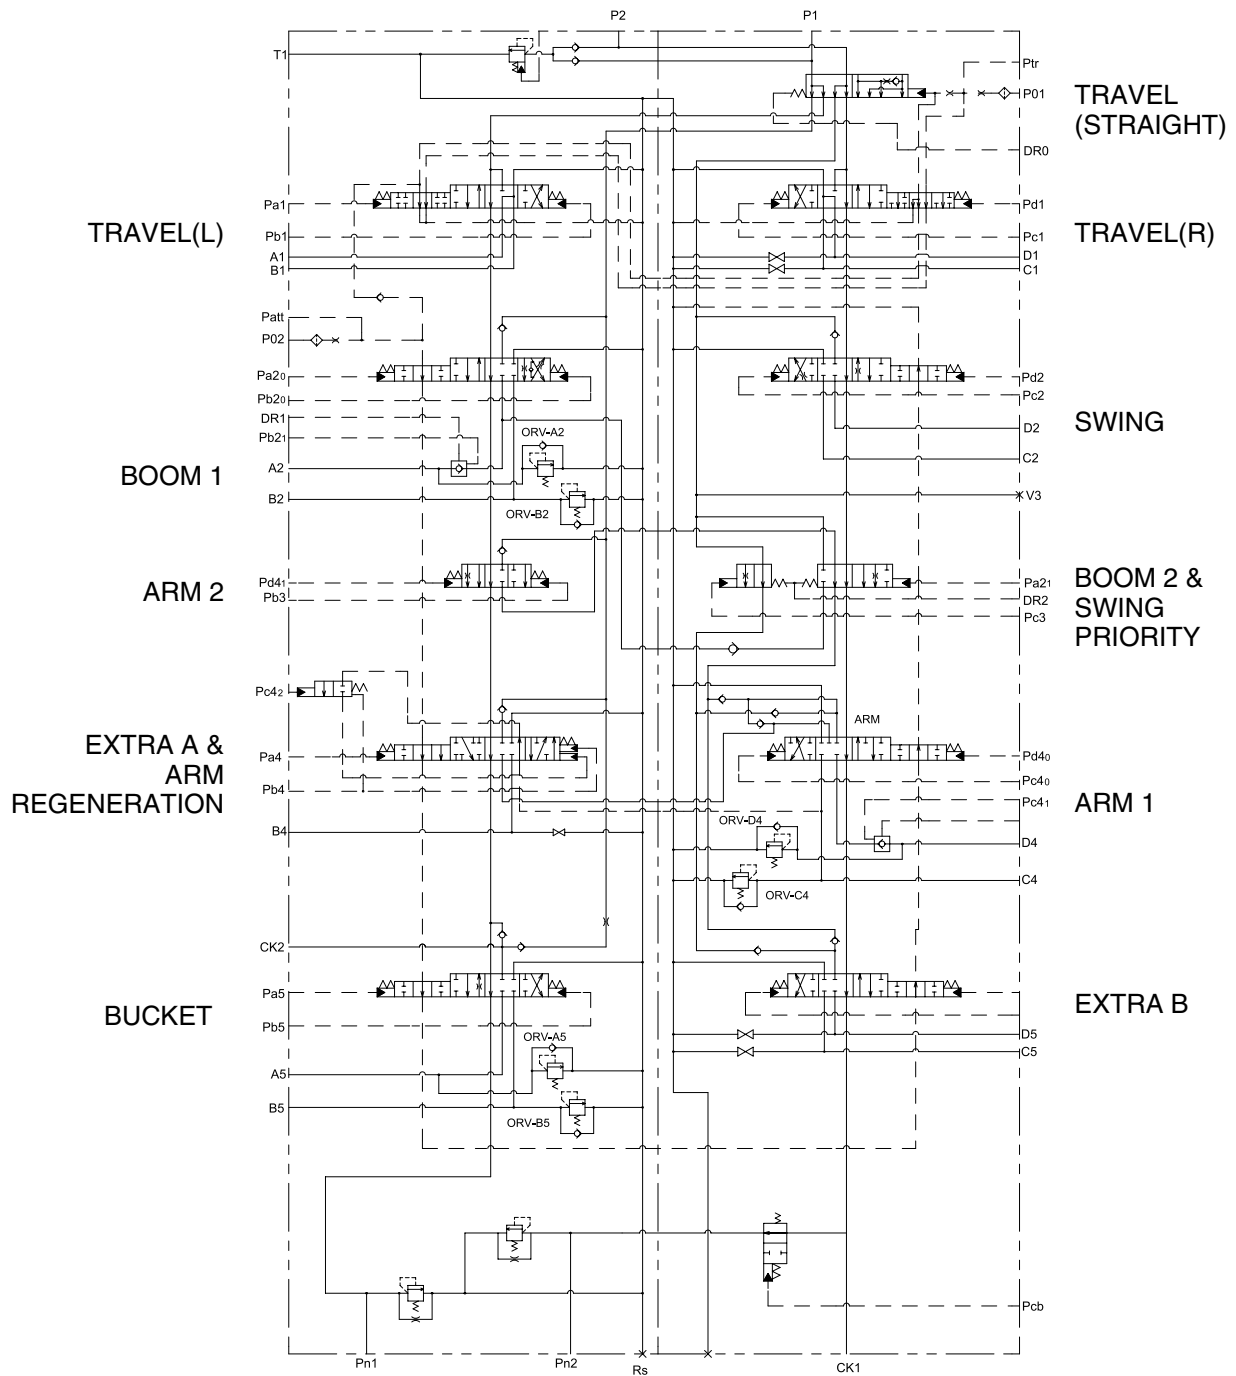 P2
P1
T1
Ptr
P01
TRAVEL
(STRAIGHT)
DR0
Pa1
Pd1
TRAVEL(L)
Pb1
Pc1
TRAVEL(R)
A1
D1
B1
C1
Patt
P02
Pa20
Pd2
Pb20
Pc2
DR1
SWING
ORV-A2
D2
Pb21
BOOM 1
A2
C2
B2
V3
ORV-B2
ARM 2
Pd41
Pa21
BOOM 2 &
SWING
PRIORITY
Pb3
DR2
Pc3
Pc42
ARM
EXTRA A &
ARM
REGENERATION
Pa4
Pd40
Pb4
Pc40
Pc41
ARM 1
ORV-D4
B4
D4
C4
ORV-C4
CK2
Pa5
BUCKET
EXTRA B
Pb5
D5
ORV-A5
C5
A5
B5
ORV-B5
Pcb
Pn1
Pn2
Rs
CK1